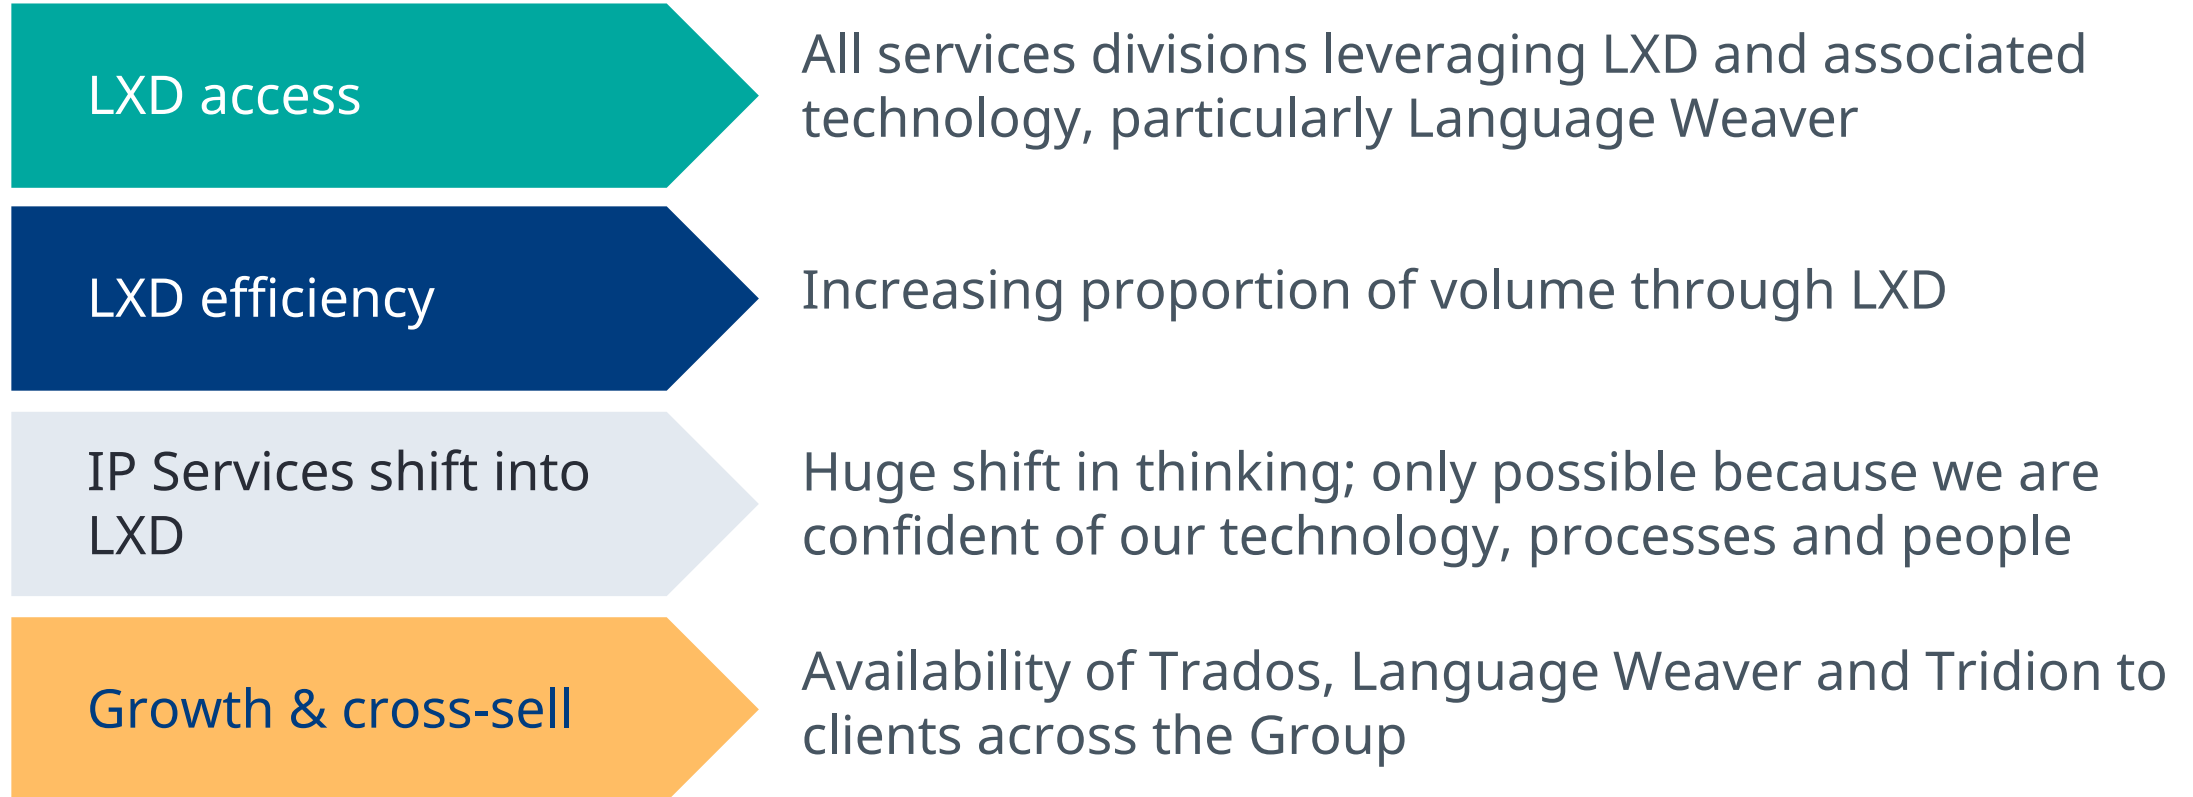 LXD access
All services divisions leveraging LXD and associated
technology, particularly Language Weaver
LXD efficiency
Increasing proportion of volume through LXD
IP Services shift into
LXD
Huge shift in thinking; only possible because we are
confident of our technology, processes and people
Growth & cross-sell
Availability of Trados, Language Weaver and Tridion to
clients across the Group